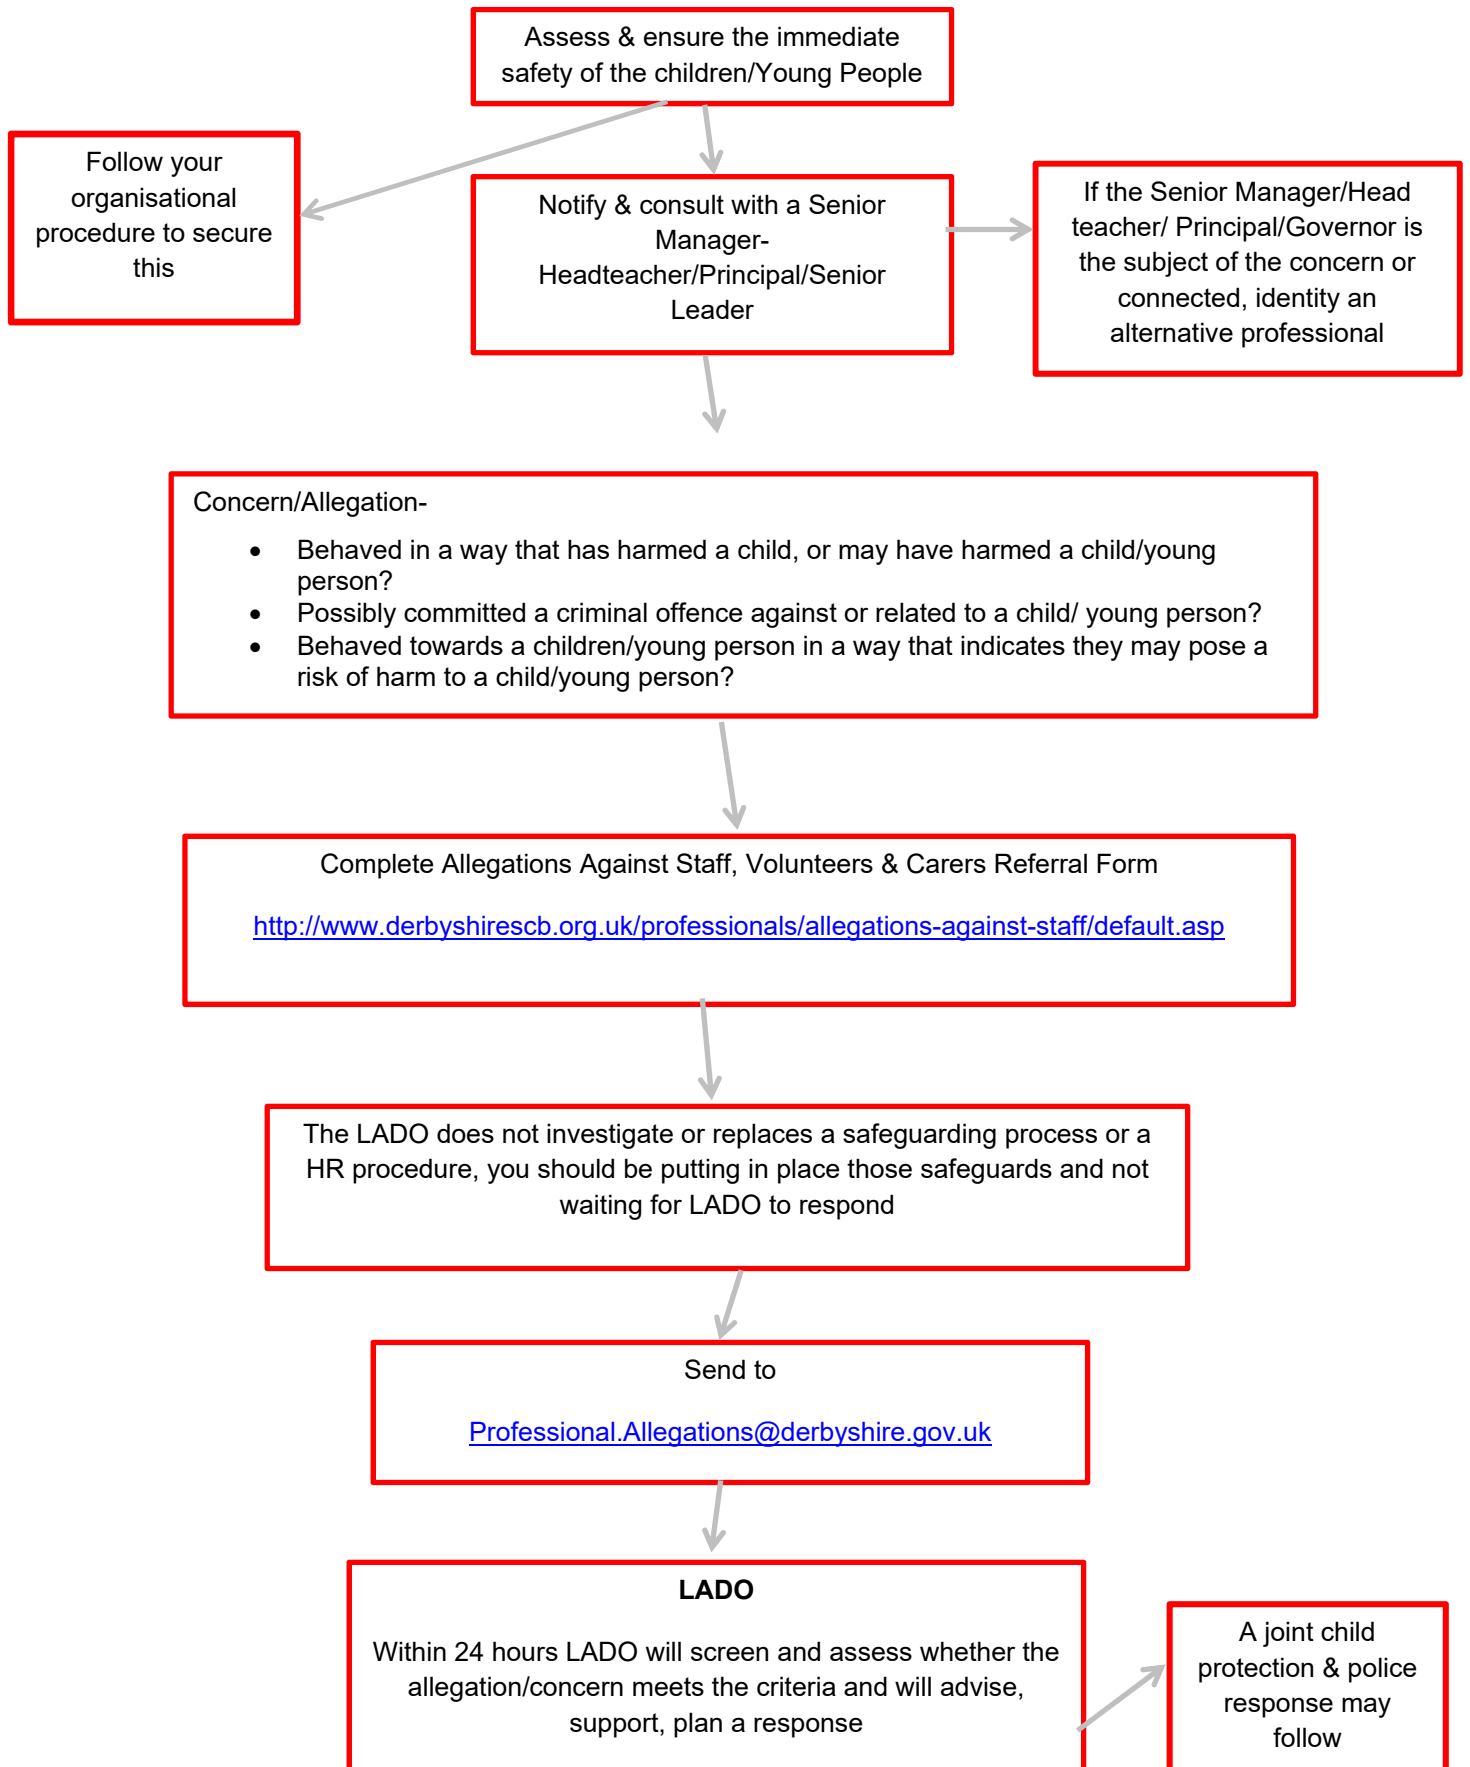 Assess & ensure the immediate
safety of the children/Young People
Follow your
organisational
procedure to secure
this
Notify & consult with a Senior
Manager-
Headteacher/Principal/Senior
Leader
If the Senior Manager/Head
teacher/ Principal/Governor is
the subject of the concern or
connected, identity an
alternative professional
Concern/Allegation-
• Behaved in a way that has harmed a child, or may have harmed a child/young
person?
• Possibly committed a criminal offence against or related to a child/ young person?
• Behaved towards a children/young person in a way that indicates they may pose a
risk of harm to a child/young person?
Complete Allegations Against Staff, Volunteers & Carers Referral Form
http://www.derbyshirescb.org.uk/professionals/allegations-against-staff/default.asp
The LADO does not investigate or replaces a safeguarding process or a
HR procedure, you should be putting in place those safeguards and not
waiting for LADO to respond
Send to
Professional.Allegations@derbyshire.gov.uk
LADO
Within 24 hours LADO will screen and assess whether the
allegation/concern meets the criteria and will advise,
support, plan a response
A joint child
protection & police
response may
follow